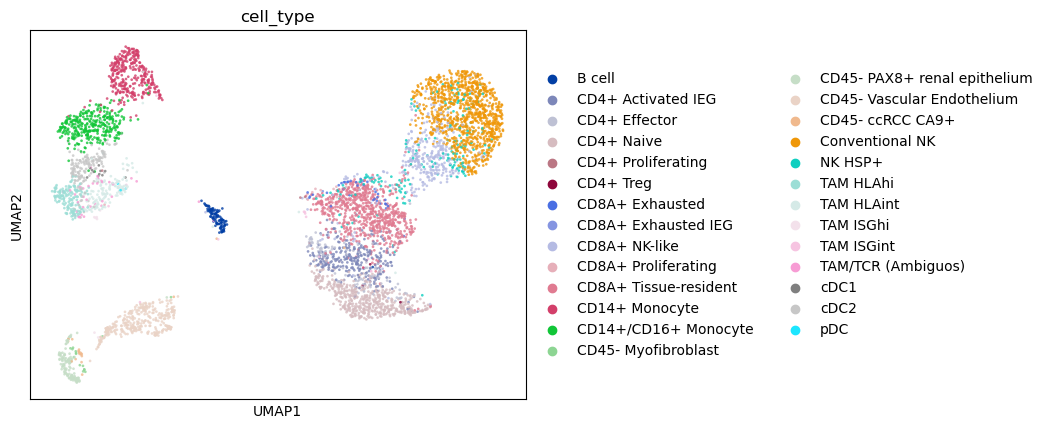 cell_type
UMAP2
UMAP1
B cell
CD4+ Activated IEG
CD4+ Effector
CD4+ Naive
CD4+ Proliferating
CD4+ Treg
CD8A+ Exhausted
CD8A+ Exhausted IEG
CD8A+ NK-like
CD8A+ Proliferating
CD8A+ Tissue-resident
CD14+ Monocyte
CD14+/CD16+ Monocyte
CD45- Myofibroblast
CD45- PAX8+ renal epithelium
CD45- Vascular Endothelium
CD45- ccRCC CA9+
Conventional NK
NK HSP+
TAM HLAhi
TAM HLAint
TAM ISGhi
TAM ISGint
TAM/TCR (Ambiguos)
cDC1
cDC2
pDC